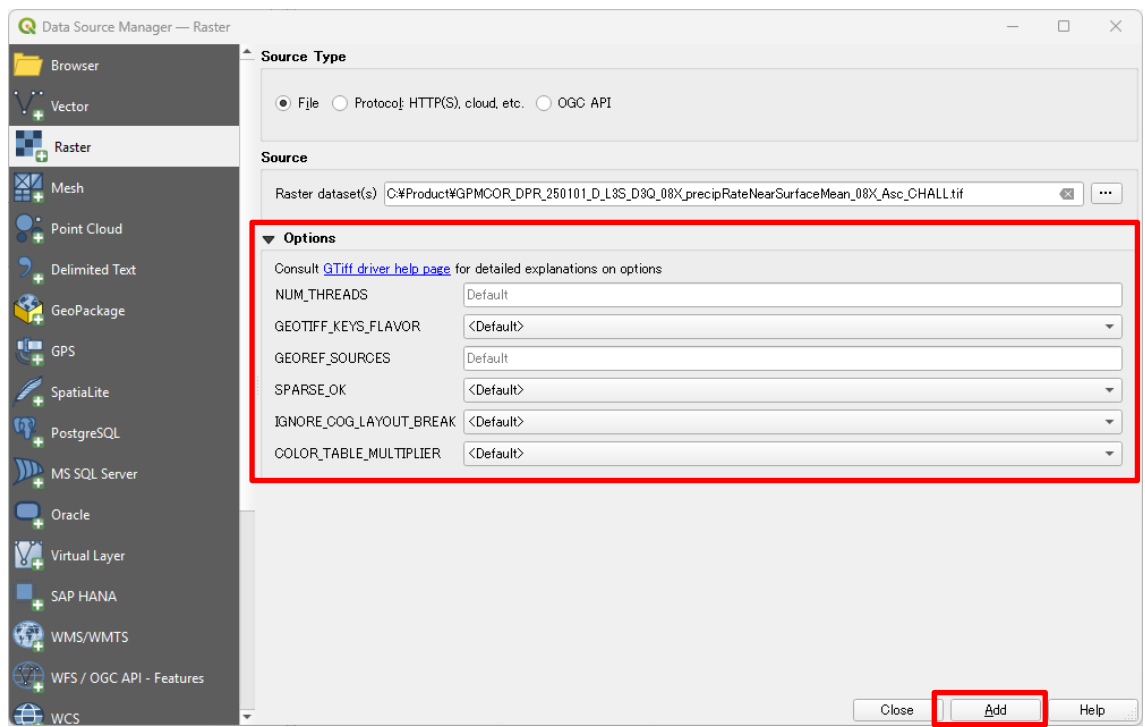 Data Source Manager — Raster
Browser
Vector
Raster
Mesh
Point Cloud
Delimited Text
GeoPackage
GPS
SpatiaLite
PostgreSQL
MS SQL Server
Oracle
Virtual Layer
SAP HANA
WMS/WMTS
WFS / OGC API - Features
WCS
Source Type
File Protocol: HTTP(S), cloud, etc. OGC API
Source
Raster dataset(s) C:¥Product¥GPMCOR_DPR_250101_D_L3S_D3Q_08X_precipRateNearSurfaceMean_08X_Asc_CHALL.tif ...
Options
Consult GTiff driver help page for detailed explanations on options
NUM_THREADS Default
GEOTIFF_KEYS_FLAVOR <Default>
GEOREF_SOURCES Default
SPARSE_OK <Default>
IGNORE_COG_LAYOUT_BREAK <Default>
COLOR_TABLE_MULTIPLIER <Default>
Close Add Help